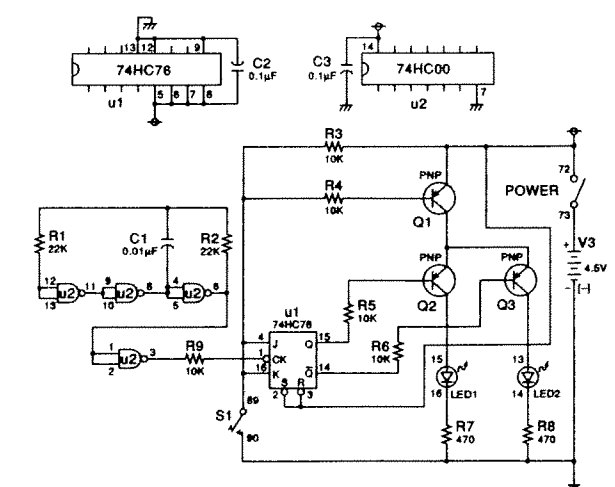 13 12 9
74HC76
C2
0.1µF
5 6 7 8
u1
14
C3
0.1µF
74HC00
7
u2
R3
10K
R4
10K
PNP
Q1
72
POWER
73
V3
4.5V
R1
22K
C1
0.01µF
R2
22K
12
13
u2
11
9
10
u2
8
4
5
u2
6
1
2
u2
3
R9
10K
u1
74HC76
4 J Q 15
1 CK
16 K Q 14
S R
2 3
R5
10K
R6
10K
PNP
Q2
PNP
Q3
15
16
LED1
13
14
LED2
R7
470
R8
470
S1
89
90